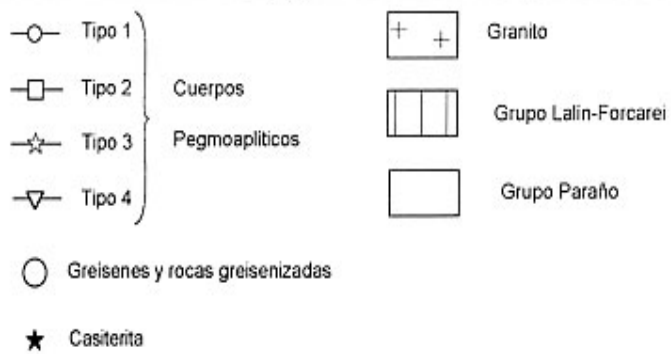 Tipo 1
Tipo 2
Tipo 3
Tipo 4
Cuerpos
Pegmoaplíticos
Greisenes y rocas greisenizadas
Casiterita
Granito
Grupo Lalín-Forcarei
Grupo Paraño